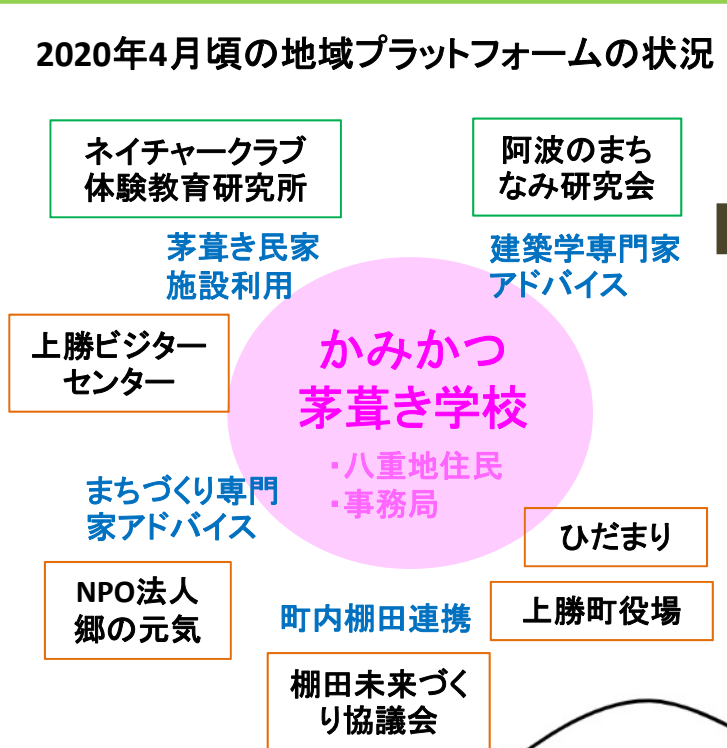 2020年4月頃の地域プラットフォームの状況
ネイチャークラブ
体験教育研究所
阿波のまち
なみ研究会
茅葺き民家
施設利用
建築学専門家
アドバイス
上勝ビジター
センター
かみかつ
茅葺き学校
・八重地住民
・事務局
まちづくり専門
家アドバイス
ひだまり
NPO法人
郷の元気
町内棚田連携
上勝町役場
棚田未来づく
り協議会